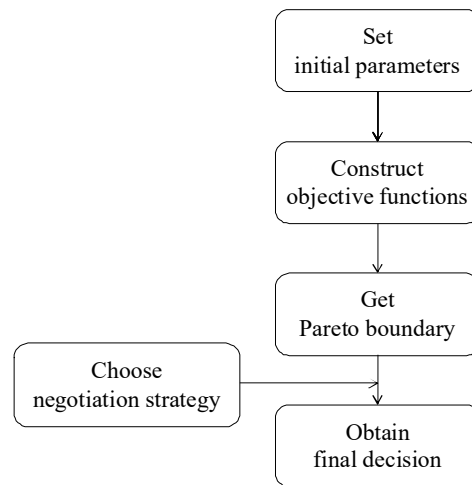 Set
initial parameters
Construct
objective functions
Get
Pareto boundary
Choose
negotiation strategy
Obtain
final decision